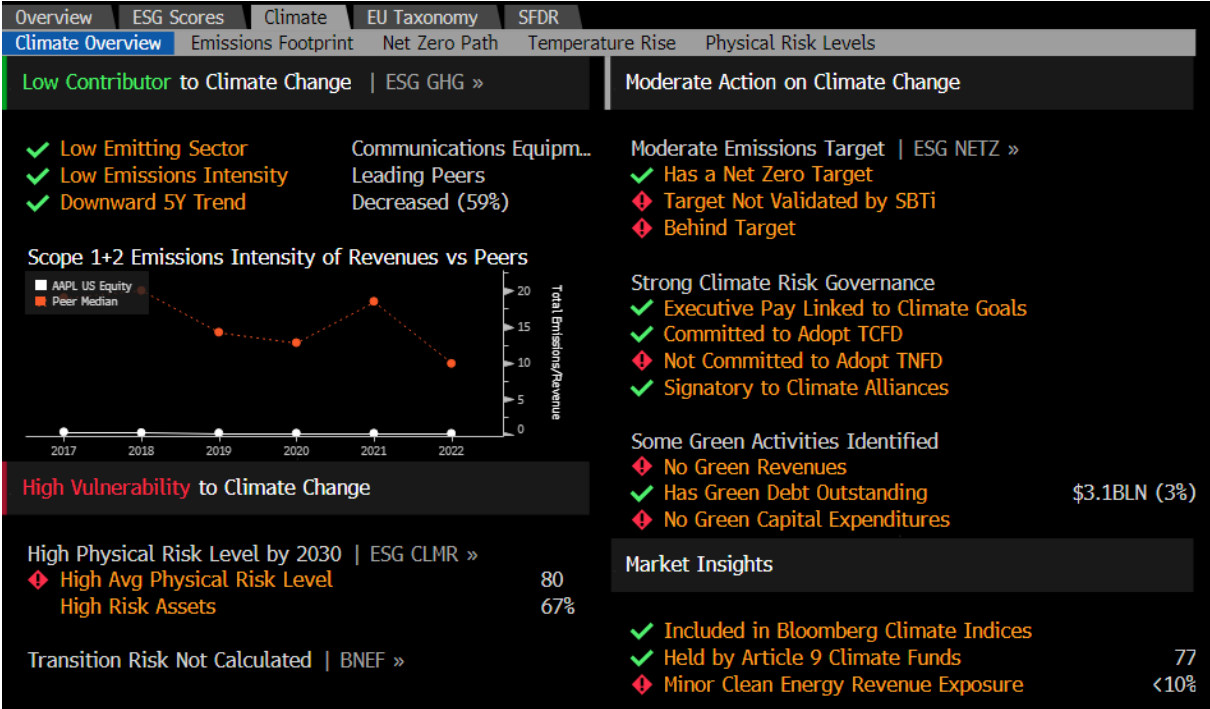 Overview ESG Scores Climate EU Taxonomy SFDR
Climate Overview Emissions Footprint Net Zero Path Temperature Rise Physical Risk Levels
Low Contributor to Climate Change | ESG GHG »
Low Emitting Sector Communications Equipm...
Low Emissions Intensity Leading Peers
Downward 5Y Trend Decreased (59%)
Scope 1+2 Emissions Intensity of Revenues vs Peers
AAPL US Equity
Peer Median
20
15
10
5
0
Total Emissions/Revenue
2017 2018 2019 2020 2021 2022
High Vulnerability to Climate Change
High Physical Risk Level by 2030 | ESG CLMR »
High Avg Physical Risk Level 80
High Risk Assets 67%
Transition Risk Not Calculated | BNEF »
Moderate Action on Climate Change
Moderate Emissions Target | ESG NETZ »
Has a Net Zero Target
Target Not Validated by SBTi
Behind Target
Strong Climate Risk Governance
Executive Pay Linked to Climate Goals
Committed to Adopt TCFD
Not Committed to Adopt TNFD
Signatory to Climate Alliances
Some Green Activities Identified
No Green Revenues
Has Green Debt Outstanding $3.1BLN (3%)
No Green Capital Expenditures
Market Insights
Included in Bloomberg Climate Indices
Held by Article 9 Climate Funds 77
Minor Clean Energy Revenue Exposure <10%